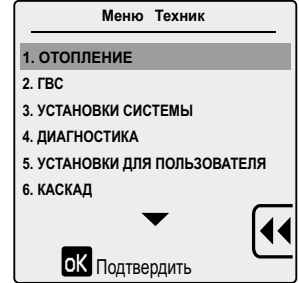 Меню Техник
1. ОТОПЛЕНИЕ
2. ГВС
3. УСТАНОВКИ СИСТЕМЫ
4. ДИАГНОСТИКА
5. УСТАНОВКИ ДЛЯ ПОЛЬЗОВАТЕЛЯ
6. КАСКАД
ok Подтвердить